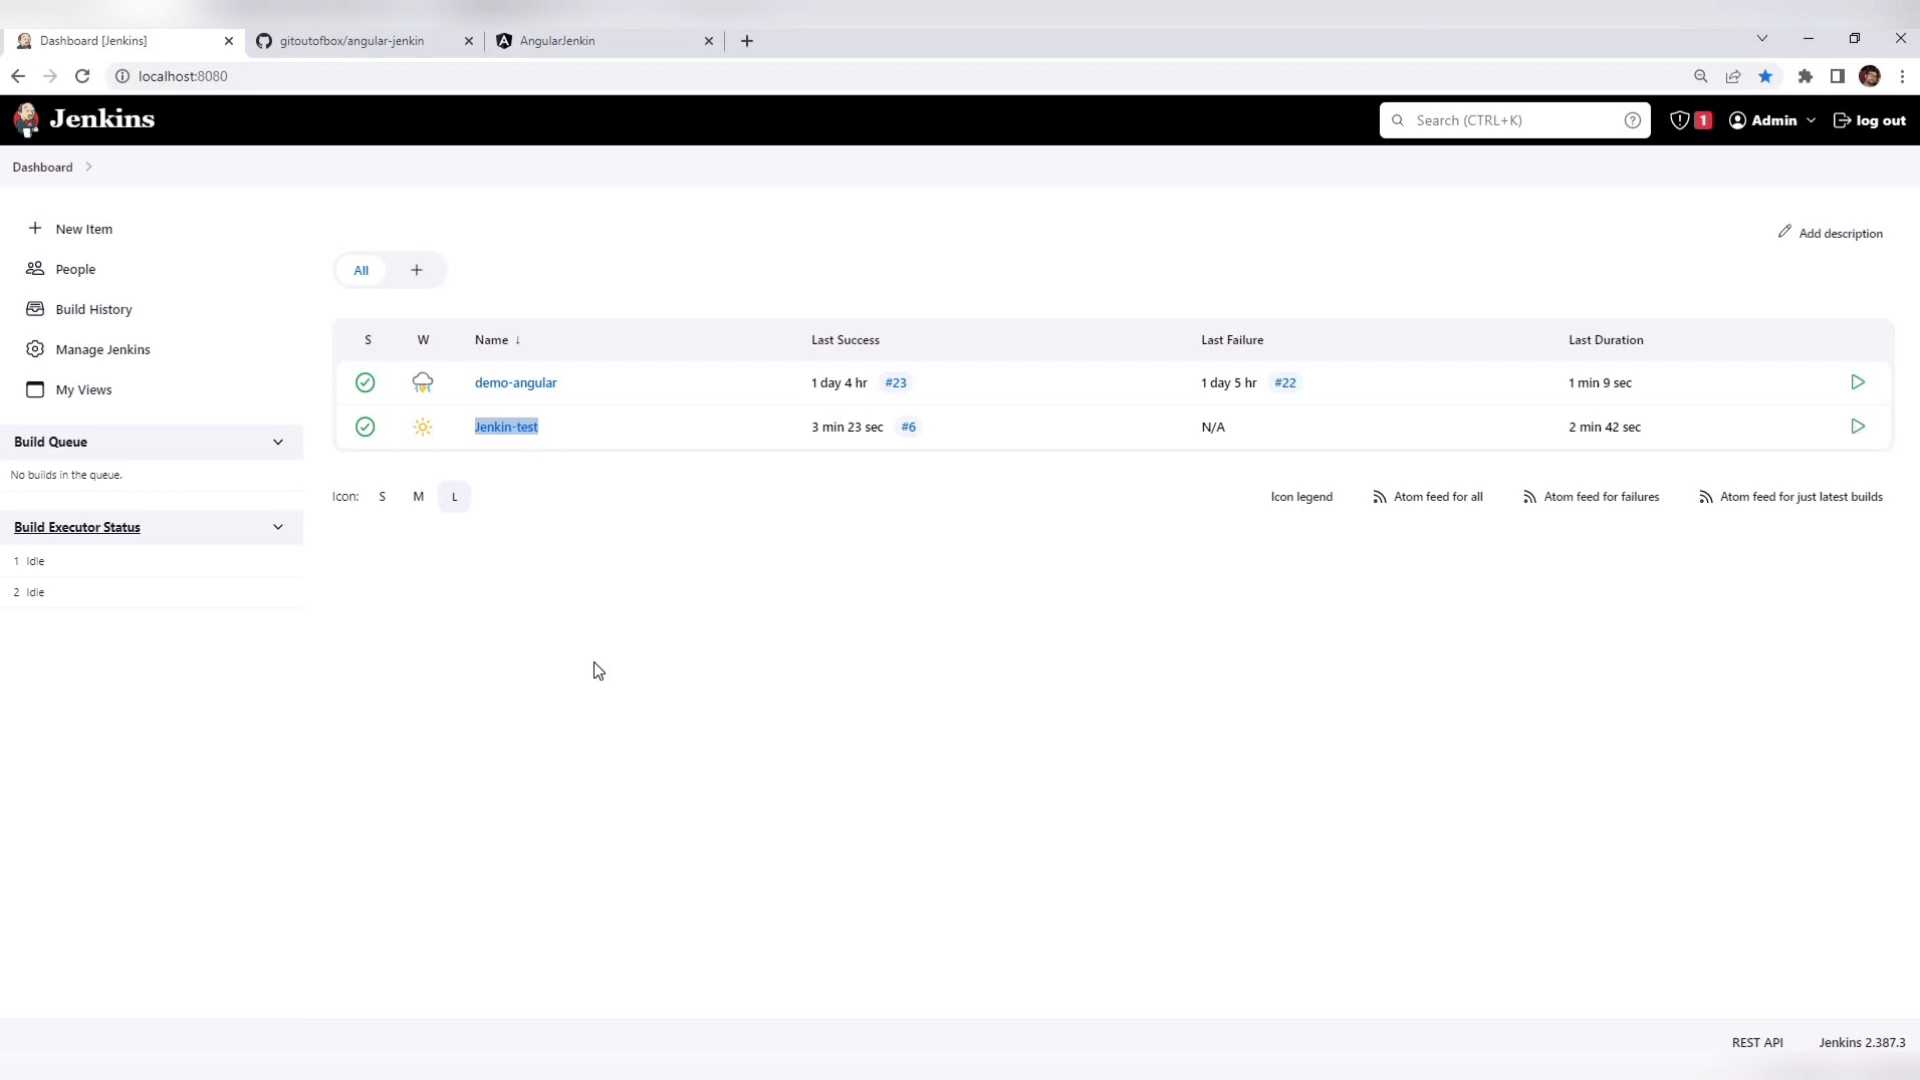 Dashboard [Jenkins]
gitoutofbox/angular-jenkin
AngularJenkin
localhost:8080
Jenkins
Search (CTRL+K)
1
Admin
log out
Dashboard
New Item
People
Build History
Manage Jenkins
My Views
Build Queue
No builds in the queue.
Build Executor Status
1 Idle
2 Idle
Add description
All +
S W Name ↓ Last Success Last Failure Last Duration
demo-angular 1 day 4 hr #23 1 day 5 hr #22 1 min 9 sec
Jenkin-test 3 min 23 sec #6 N/A 2 min 42 sec
Icon: S M L
Icon legend
Atom feed for all
Atom feed for failures
Atom feed for just latest builds
REST API
Jenkins 2.387.3